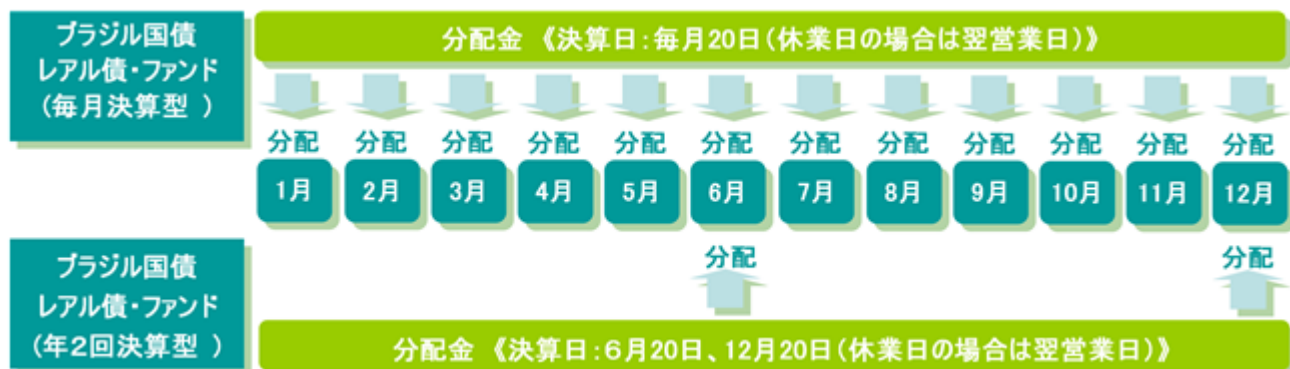 ブラジル国債
レアル債・ファンド
(毎月決算型 )
分配金 《決算日:毎月20日(休業日の場合は翌営業日)》
分配 分配 分配 分配 分配 分配 分配 分配 分配 分配 分配 分配
1月 2月 3月 4月 5月 6月 7月 8月 9月 10月 11月 12月
ブラジル国債
レアル債・ファンド
(年2回決算型 )
分配 分配
分配金 《決算日:6月20日、12月20日(休業日の場合は翌営業日)》